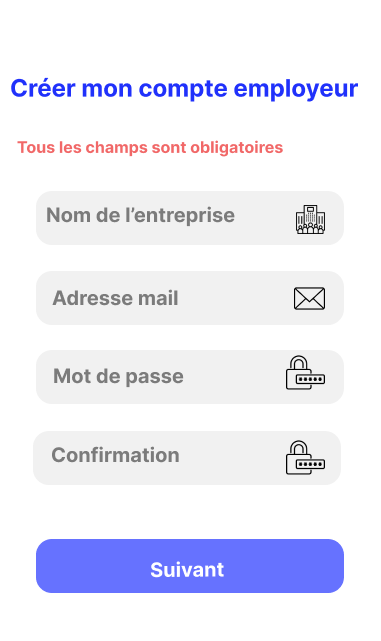 Créer mon compte employeur
Tous les champs sont obligatoires
Nom de l’entreprise
Adresse mail
Mot de passe
Confirmation
Suivant